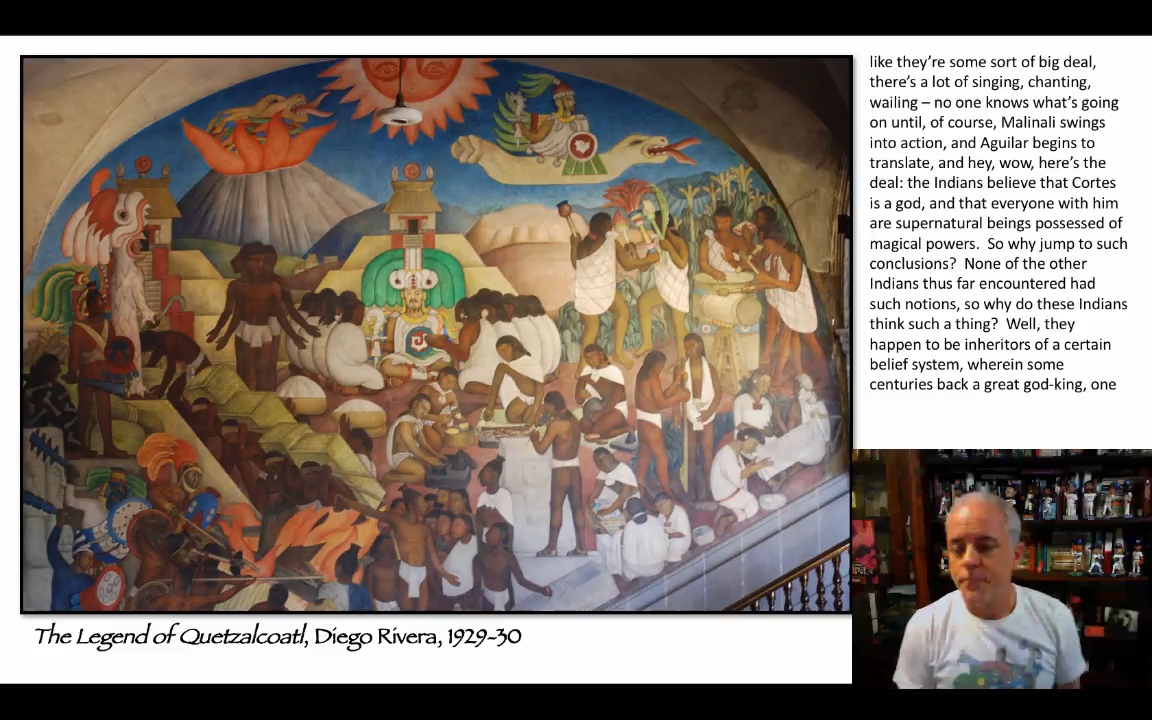 like they're some sort of big deal,
there's a lot of singing, chanting,
wailing – no one knows what's going
on until, of course, Malinali swings
into action, and Aguilar begins to
translate, and hey, wow, here's the
deal: the Indians believe that Cortes
is a god, and that everyone with him
are supernatural beings possessed of
magical powers.  So why jump to such
conclusions?  None of the other
Indians thus far encountered had
such notions, so why do these Indians
think such a thing?  Well, they
happen to be inheritors of a certain
belief system, wherein some
centuries back a great god-king, one
The Legend of Quetzalcoatl, Diego Rivera, 1929-30